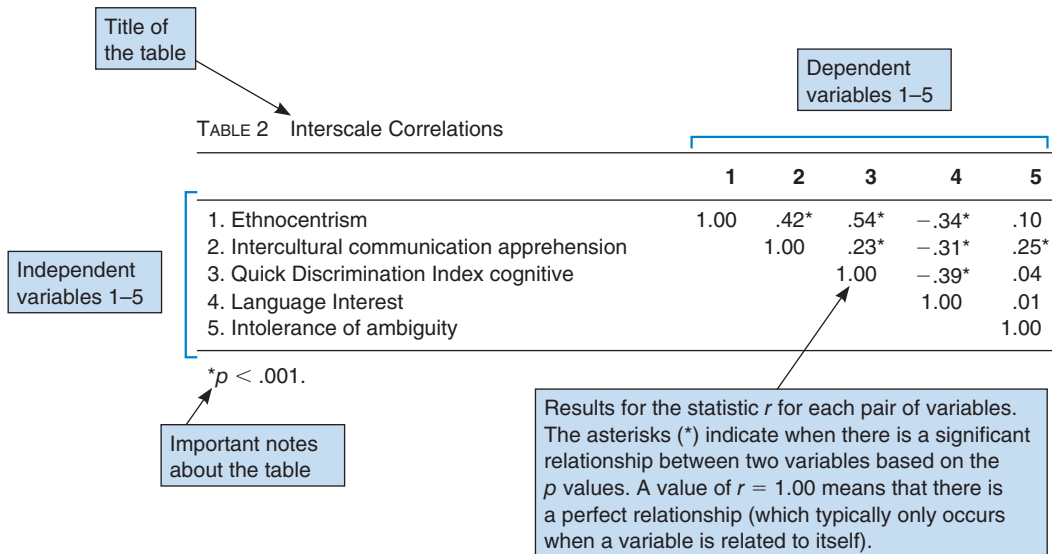 Title of
the table
Dependent
variables 1–5
TABLE 2 Interscale Correlations
1 2 3 4 5
1. Ethnocentrism 1.00 .42* .54* −.34* .10
2. Intercultural communication apprehension 1.00 .23* −.31* .25*
3. Quick Discrimination Index cognitive 1.00 −.39* .04
4. Language Interest 1.00 .01
5. Intolerance of ambiguity 1.00
Independent
variables 1–5
*p < .001.
Important notes
about the table
Results for the statistic r for each pair of variables.
The asterisks (*) indicate when there is a significant
relationship between two variables based on the
p values. A value of r = 1.00 means that there is
a perfect relationship (which typically only occurs
when a variable is related to itself).